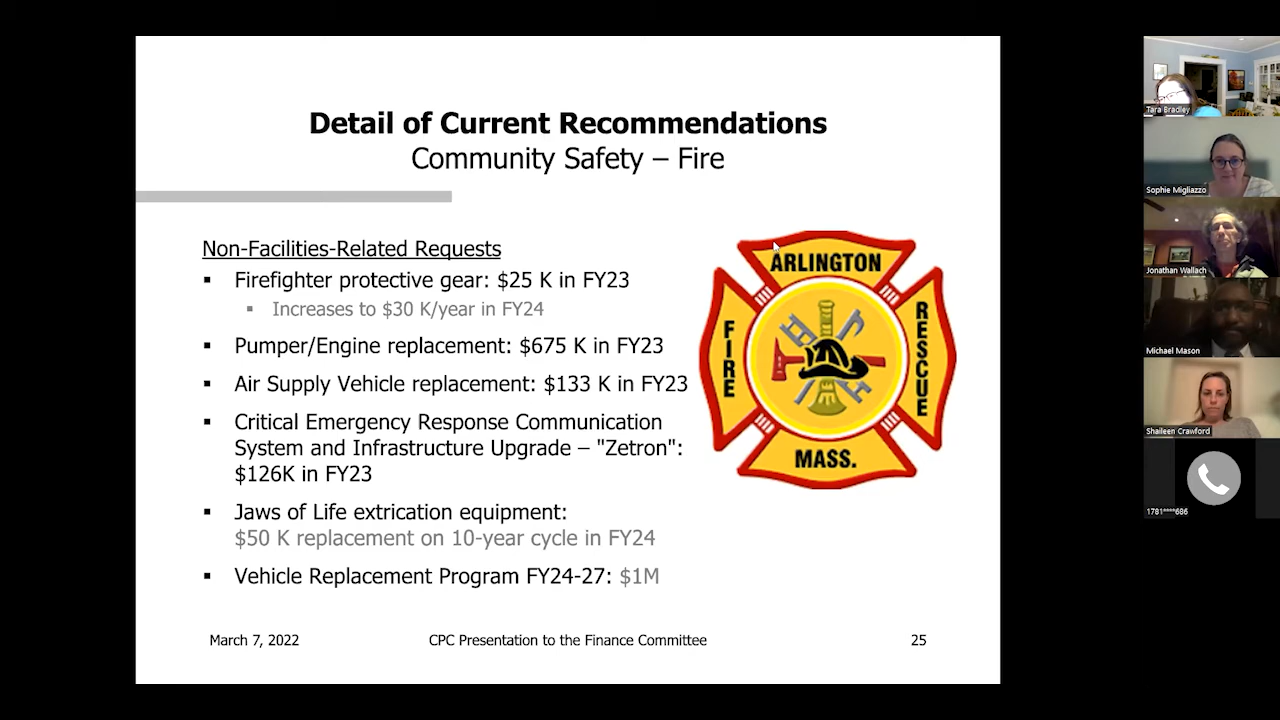 Detail of Current Recommendations
Community Safety – Fire
Non-Facilities-Related Requests
▪ Firefighter protective gear: $25 K in FY23
▪ Increases to $30 K/year in FY24
▪ Pumper/Engine replacement: $675 K in FY23
▪ Air Supply Vehicle replacement: $133 K in FY23
▪ Critical Emergency Response Communication
System and Infrastructure Upgrade – "Zetron":
$126K in FY23
▪ Jaws of Life extrication equipment:
$50 K replacement on 10-year cycle in FY24
▪ Vehicle Replacement Program FY24-27: $1M
ARLINGTON
FIRE
RESCUE
MASS.
March 7, 2022 CPC Presentation to the Finance Committee 25
Tara Bradley
Sophie Migliazzo
Jonathan Wallach
Michael Mason
Shaileen Crawford
1781****686